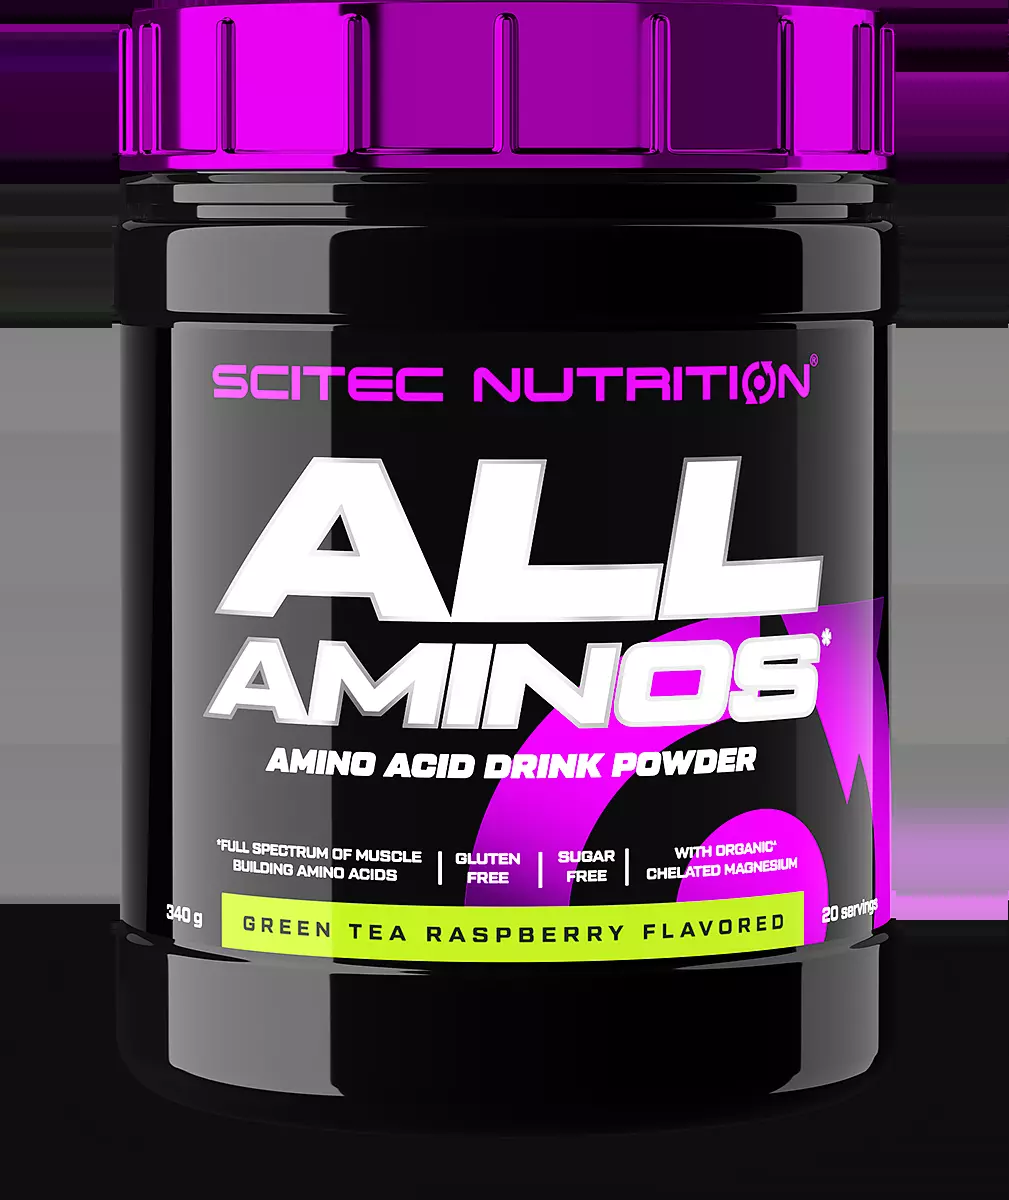 SCITEC NUTRITION®
ALL
AMINOS*
AMINO ACID DRINK POWDER
*FULL SPECTRUM OF MUSCLE
BUILDING AMINO ACIDS
GLUTEN
FREE
SUGAR
FREE
WITH ORGANIC^
CHELATED MAGNESIUM
340 g
GREEN TEA RASPBERRY FLAVORED
20 servings